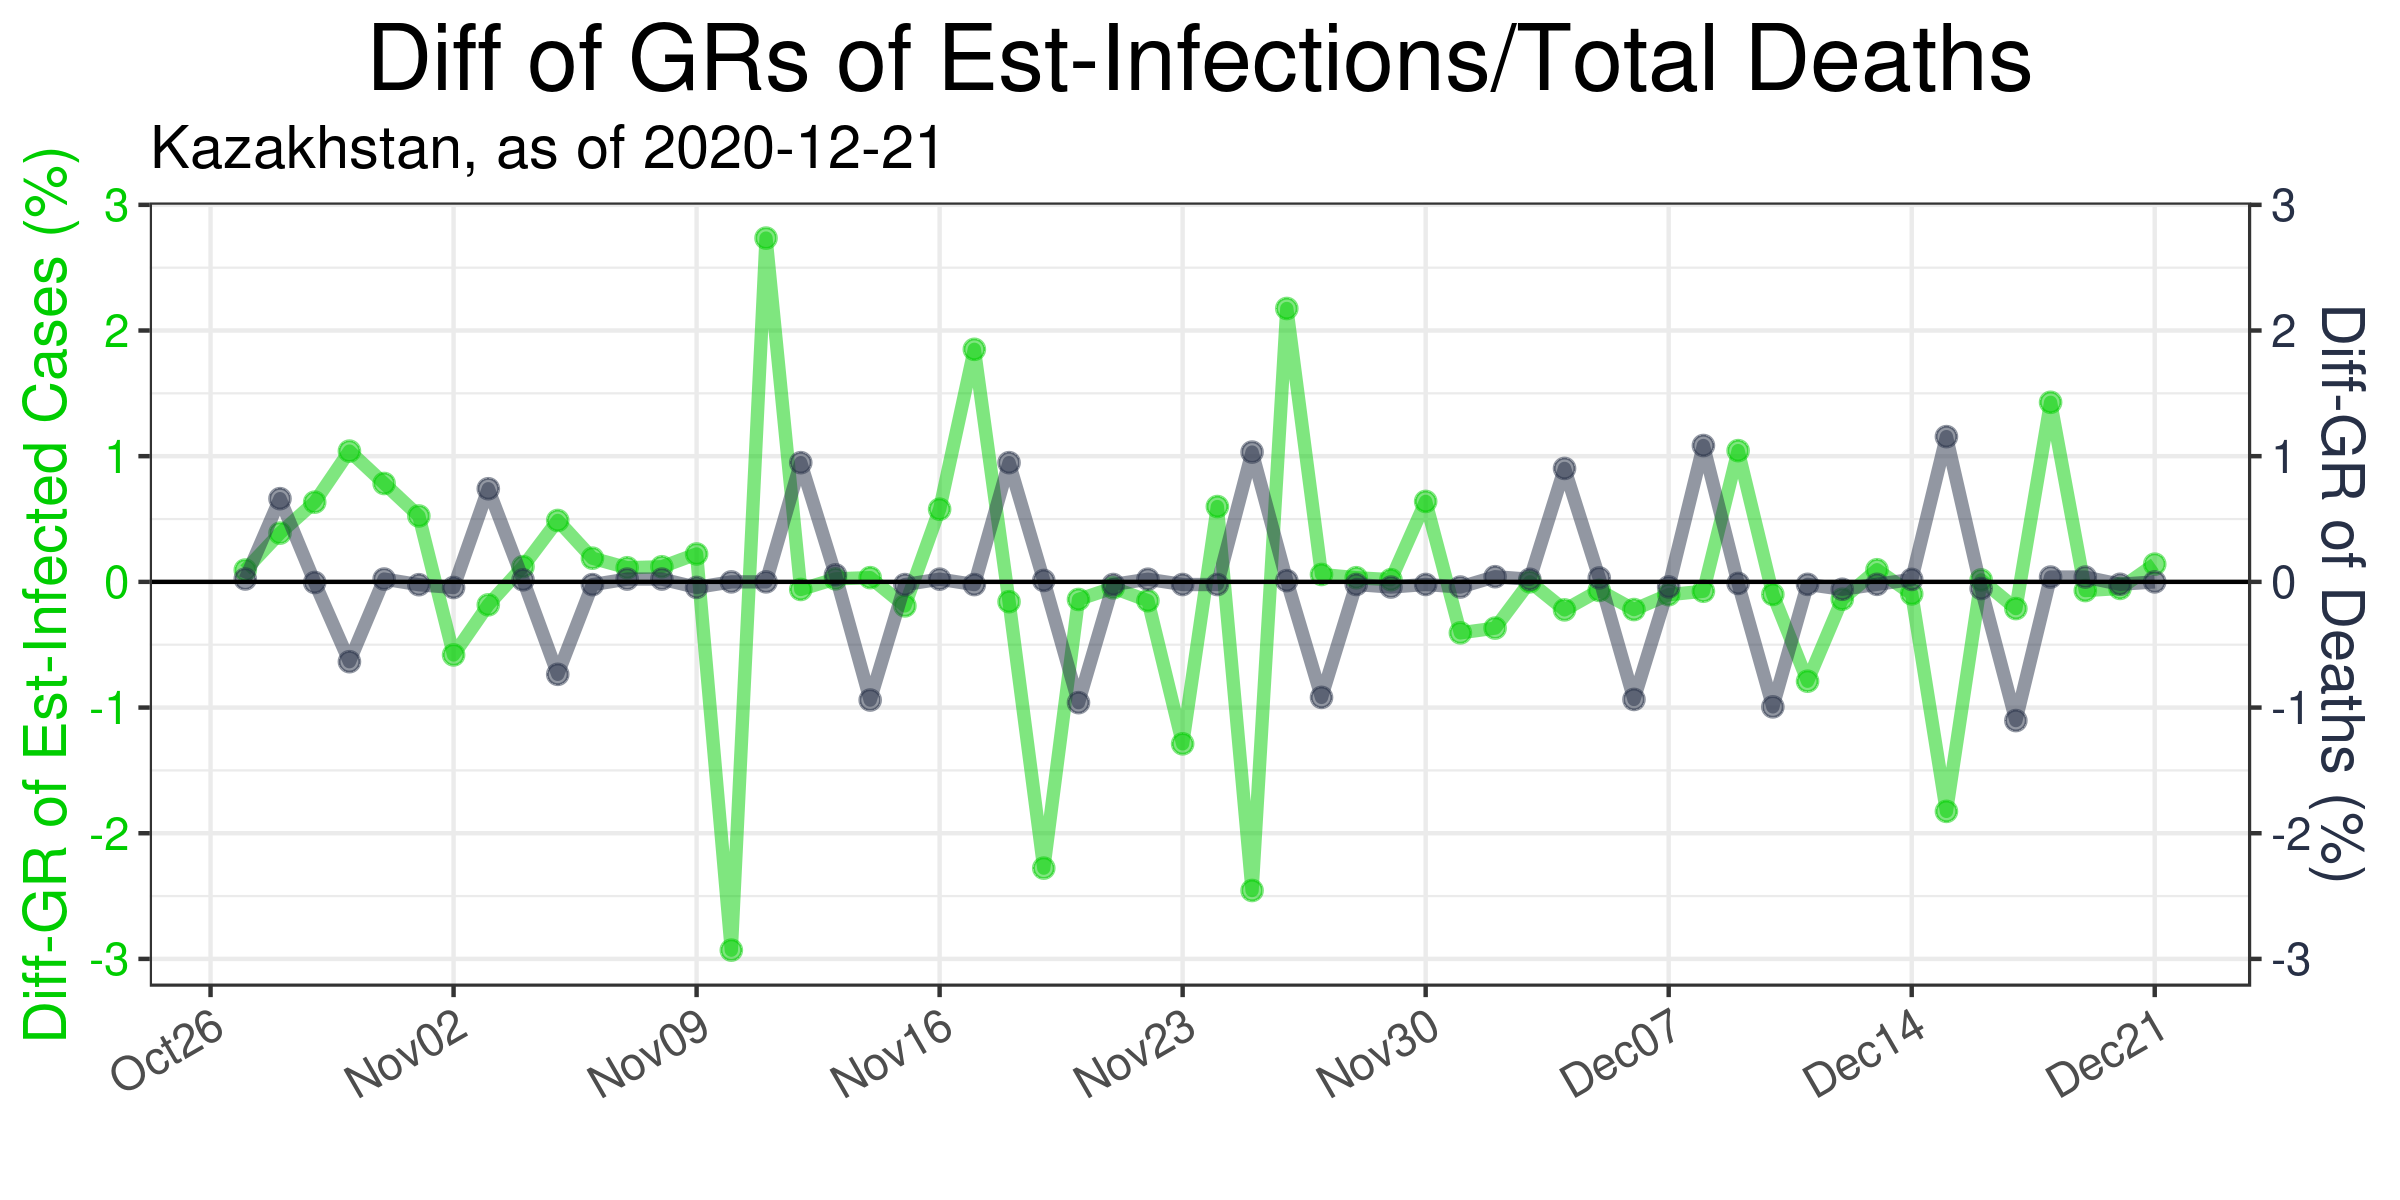 Diff of GRs of Est-Infections/Total Deaths
Kazakhstan, as of 2020-12-21
Diff-GR of Est-Infected Cases (%)
3
2
1
0
-1
-2
-3
3
2
1
0
-1
-2
-3
Diff-GR of Deaths (%)
Oct26
Nov02
Nov09
Nov16
Nov23
Nov30
Dec07
Dec14
Dec21